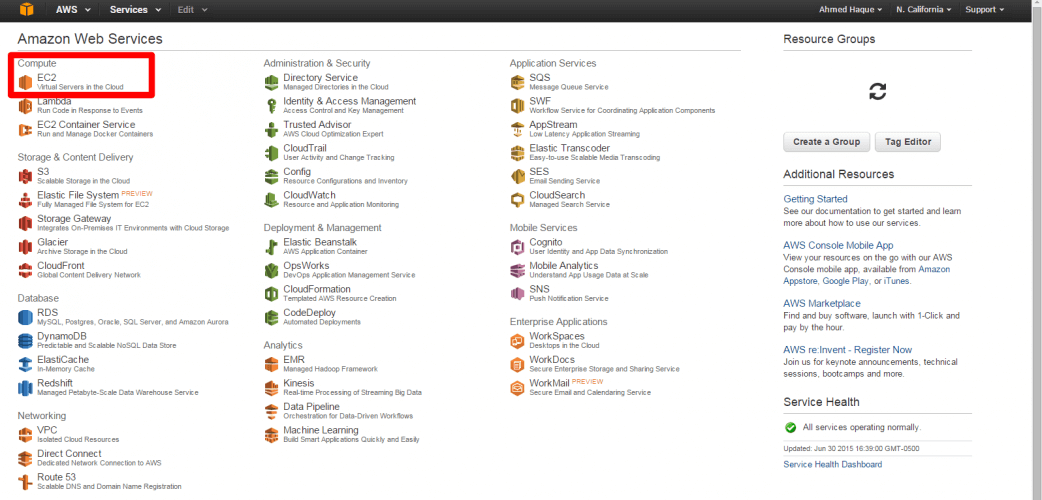 AWS Services Edit Ahmed Haque N. California Support
Amazon Web Services
Compute
EC2
Virtual Servers in the Cloud
Lambda
Run Code in Response to Events
EC2 Container Service
Run and Manage Docker Containers
Storage & Content Delivery
S3
Scalable Storage in the Cloud
Elastic File System PREVIEW
Fully Managed File System for EC2
Storage Gateway
Integrates On-Premises IT Environments with Cloud Storage
Glacier
Archive Storage in the Cloud
CloudFront
Global Content Delivery Network
Database
RDS
MySQL, Postgres, Oracle, SQL Server, and Amazon Aurora
DynamoDB
Predictable and Scalable NoSQL Data Store
ElastiCache
In-Memory Cache
Redshift
Managed Petabyte-Scale Data Warehouse Service
Networking
VPC
Isolated Cloud Resources
Direct Connect
Dedicated Network Connection to AWS
Route 53
Scalable DNS and Domain Name Registration
Administration & Security
Directory Service
Managed Directories in the Cloud
Identity & Access Management
Access Control and Key Management
Trusted Advisor
AWS Cloud Optimization Expert
CloudTrail
User Activity and Change Tracking
Config
Resource Configurations and Inventory
CloudWatch
Resource and Application Monitoring
Deployment & Management
Elastic Beanstalk
AWS Application Container
OpsWorks
DevOps Application Management Service
CloudFormation
Templated AWS Resource Creation
CodeDeploy
Automated Deployments
Analytics
EMR
Managed Hadoop Framework
Kinesis
Real-time Processing of Streaming Big Data
Data Pipeline
Orchestration for Data-Driven Workflows
Machine Learning
Build Smart Applications Quickly and Easily
Application Services
SQS
Message Queue Service
SWF
Workflow Service for Coordinating Application Components
AppStream
Low Latency Application Streaming
Elastic Transcoder
Easy-to-use Scalable Media Transcoding
SES
Email Sending Service
CloudSearch
Managed Search Service
Mobile Services
Cognito
User Identity and App Data Synchronization
Mobile Analytics
Understand App Usage Data at Scale
SNS
Push Notification Service
Enterprise Applications
WorkSpaces
Desktops in the Cloud
WorkDocs
Secure Enterprise Storage and Sharing Service
WorkMail PREVIEW
Secure Email and Calendaring Service
Resource Groups
Create a Group Tag Editor
Additional Resources
Getting Started
See our documentation to get started and learn
more about how to use our services.
AWS Console Mobile App
View your resources on the go with our AWS
Console mobile app, available from Amazon
Appstore, Google Play, or iTunes.
AWS Marketplace
Find and buy software, launch with 1-Click and
pay by the hour.
AWS re:Invent - Register Now
Join us for keynote announcements, technical
sessions, bootcamps and more.
Service Health
All services operating normally.
Updated: Jun 30 2015 16:39:00 GMT-0500
Service Health Dashboard